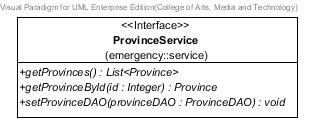 Visual Paradigm for UML Enterprise Edition(College of Arts, Media and Technology)
<<Interface>>
ProvinceService
(emergency::service)
+getProvinces() : List<Province>
+getProvinceById(id : Integer) : Province
+setProvinceDAO(provinceDAO : ProvinceDAO) : void